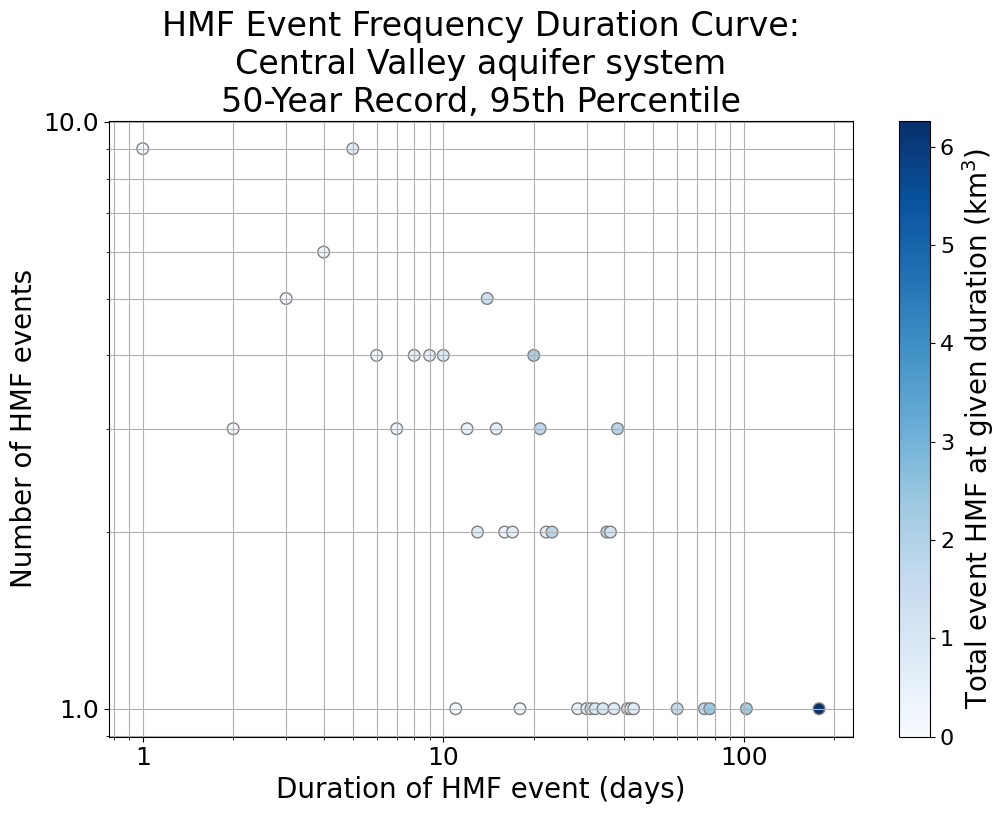 HMF Event Frequency Duration Curve:
Central Valley aquifer system
50-Year Record, 95th Percentile
10.0
1.0
Number of HMF events
1
10
100
Duration of HMF event (days)
6
5
4
3
2
1
0
Total event HMF at given duration (km³)